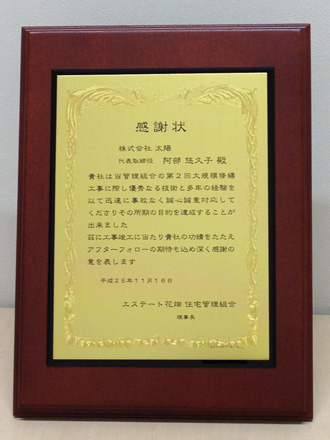 感謝状
株式会社 太陽
代表取締役 阿部 悠久子 殿
貴社は当管理組合の第２回大規模修繕
工事に際し優秀なる技術と多年の経験を
以て迅速に事故なく誠心誠意対応して
くださりその所期の目的を達成することが
出来ました
茲に工事竣工に当たり貴社の功績をたたえ
アフターフォローの期待も込め深く感謝の
意を表します
平成２６年１１月１６日
エステート花畑 住宅管理組合
理事長